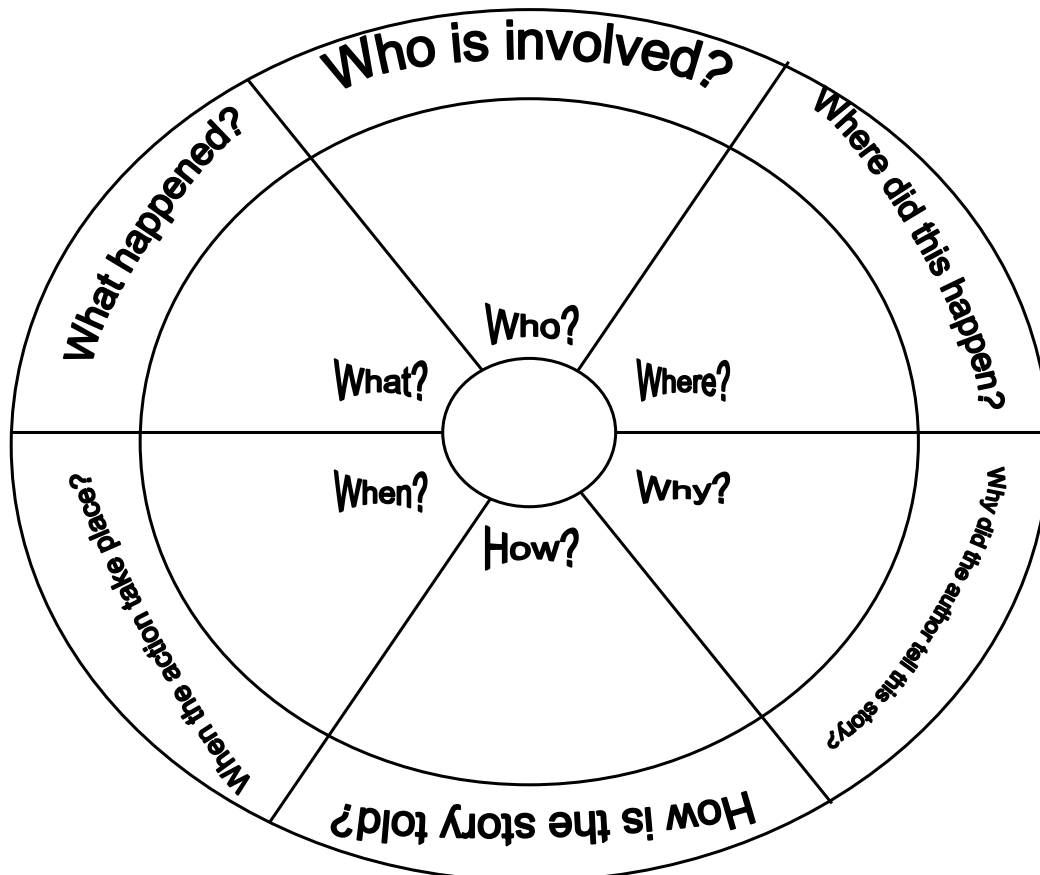 Who is involved?
Where did this happen?
Why did the author tell this story?
How is the story told?
When the action take place?
What happened?
Who?
Where?
Why?
How?
When?
What?